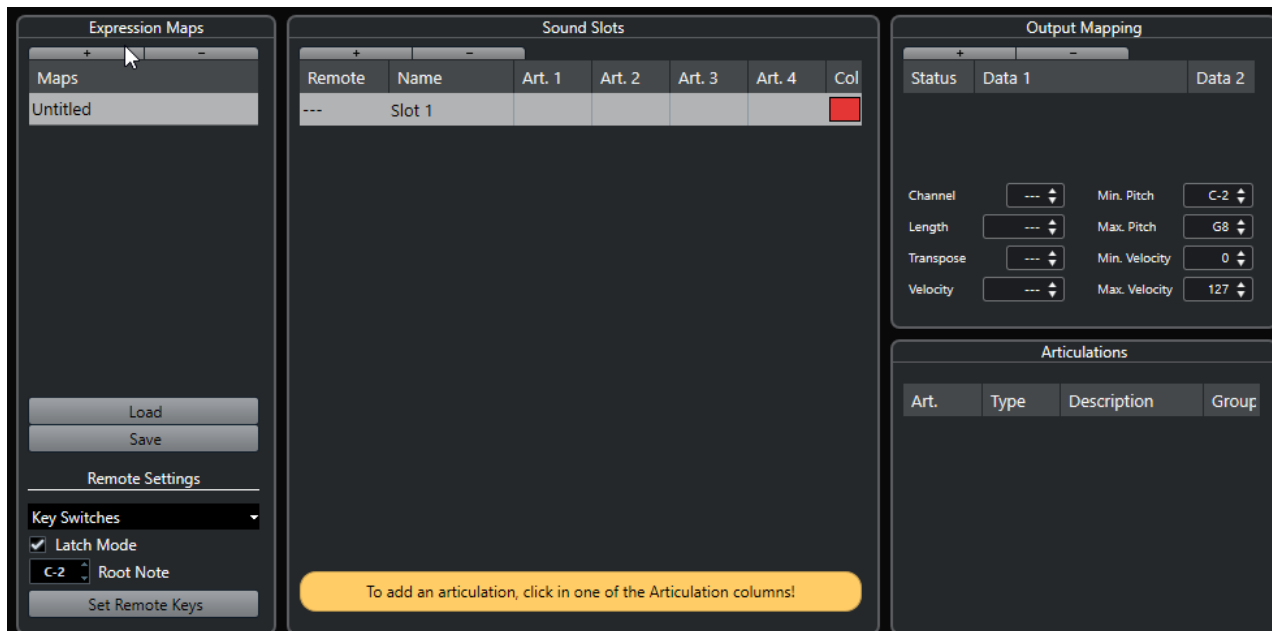 Expression Maps
+ -
Maps
Untitled
Load
Save
Remote Settings
Key Switches
Latch Mode
C-2 Root Note
Set Remote Keys
Sound Slots
+ -
Remote Name Art. 1 Art. 2 Art. 3 Art. 4 Col
--- Slot 1
To add an articulation, click in one of the Articulation columns!
Output Mapping
+ -
Status Data 1 Data 2
Channel --- Min. Pitch C-2
Length --- Max. Pitch G8
Transpose --- Min. Velocity 0
Velocity --- Max. Velocity 127
Articulations
Art. Type Description Group